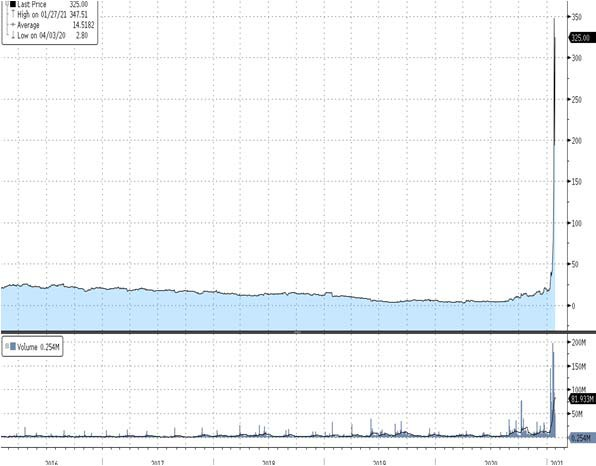 Last Price 325.00
High on 01/27/21 347.51
Average 14.5182
Low on 04/03/20 2.80
350
325.00
300
250
200
150
100
50
0
Volume 0.254M
200M
150M
100M
81.933M
50M
0.254M
2016 2017 2018 2019 2020 2021